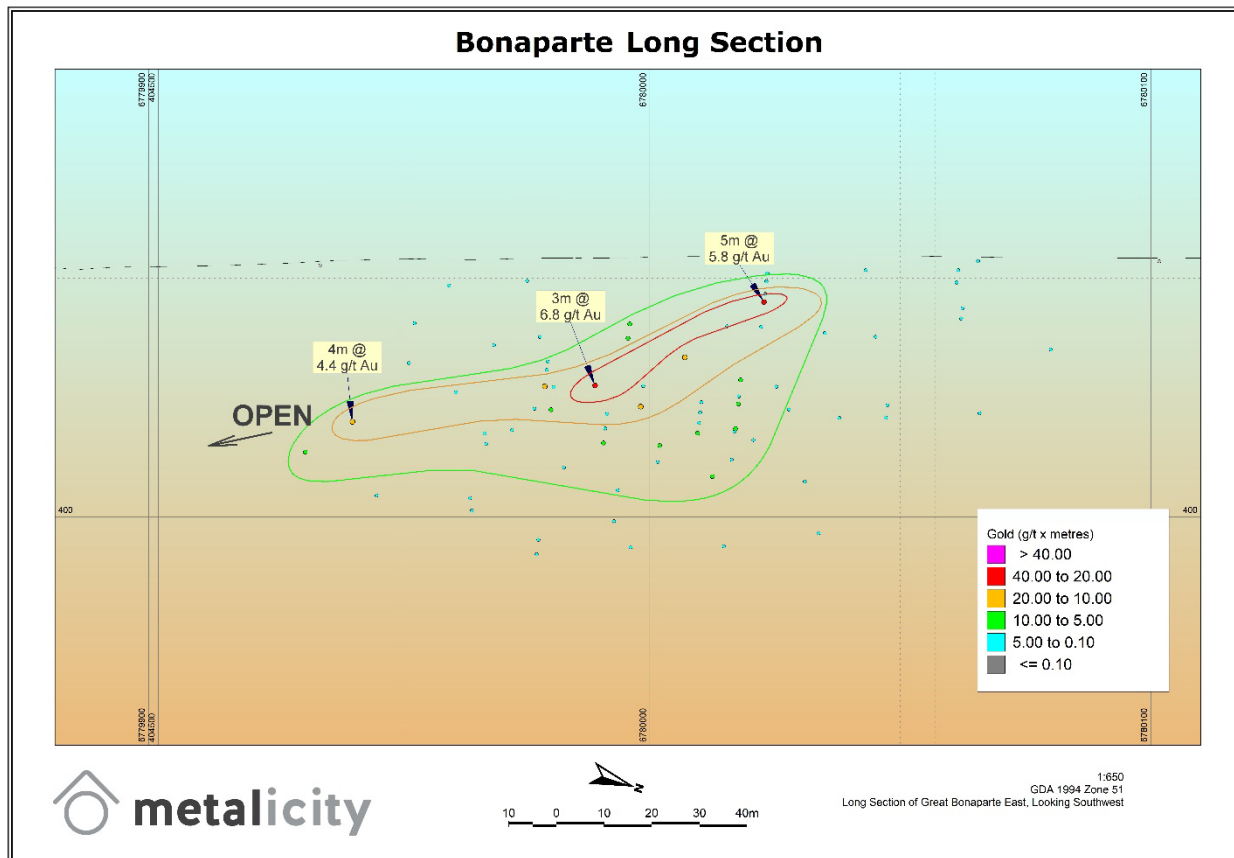 Bonaparte Long Section
6779900
404500
6780000
6780100
5m @
5.8 g/t Au
3m @
6.8 g/t Au
4m @
4.4 g/t Au
OPEN
400
400
Gold (g/t x metres)
> 40.00
40.00 to 20.00
20.00 to 10.00
10.00 to 5.00
5.00 to 0.10
<= 0.10
6779900
404500
6780000
6780100
metalicity
N
10 0 10 20 30 40m
1:650
GDA 1994 Zone 51
Long Section of Great Bonaparte East, Looking Southwest